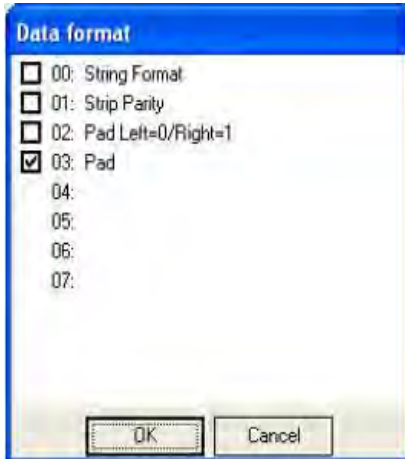 Data format
00: String Format
01: Strip Parity
02: Pad Left=0/Right=1
03: Pad
04:
05:
06:
07:
OK Cancel